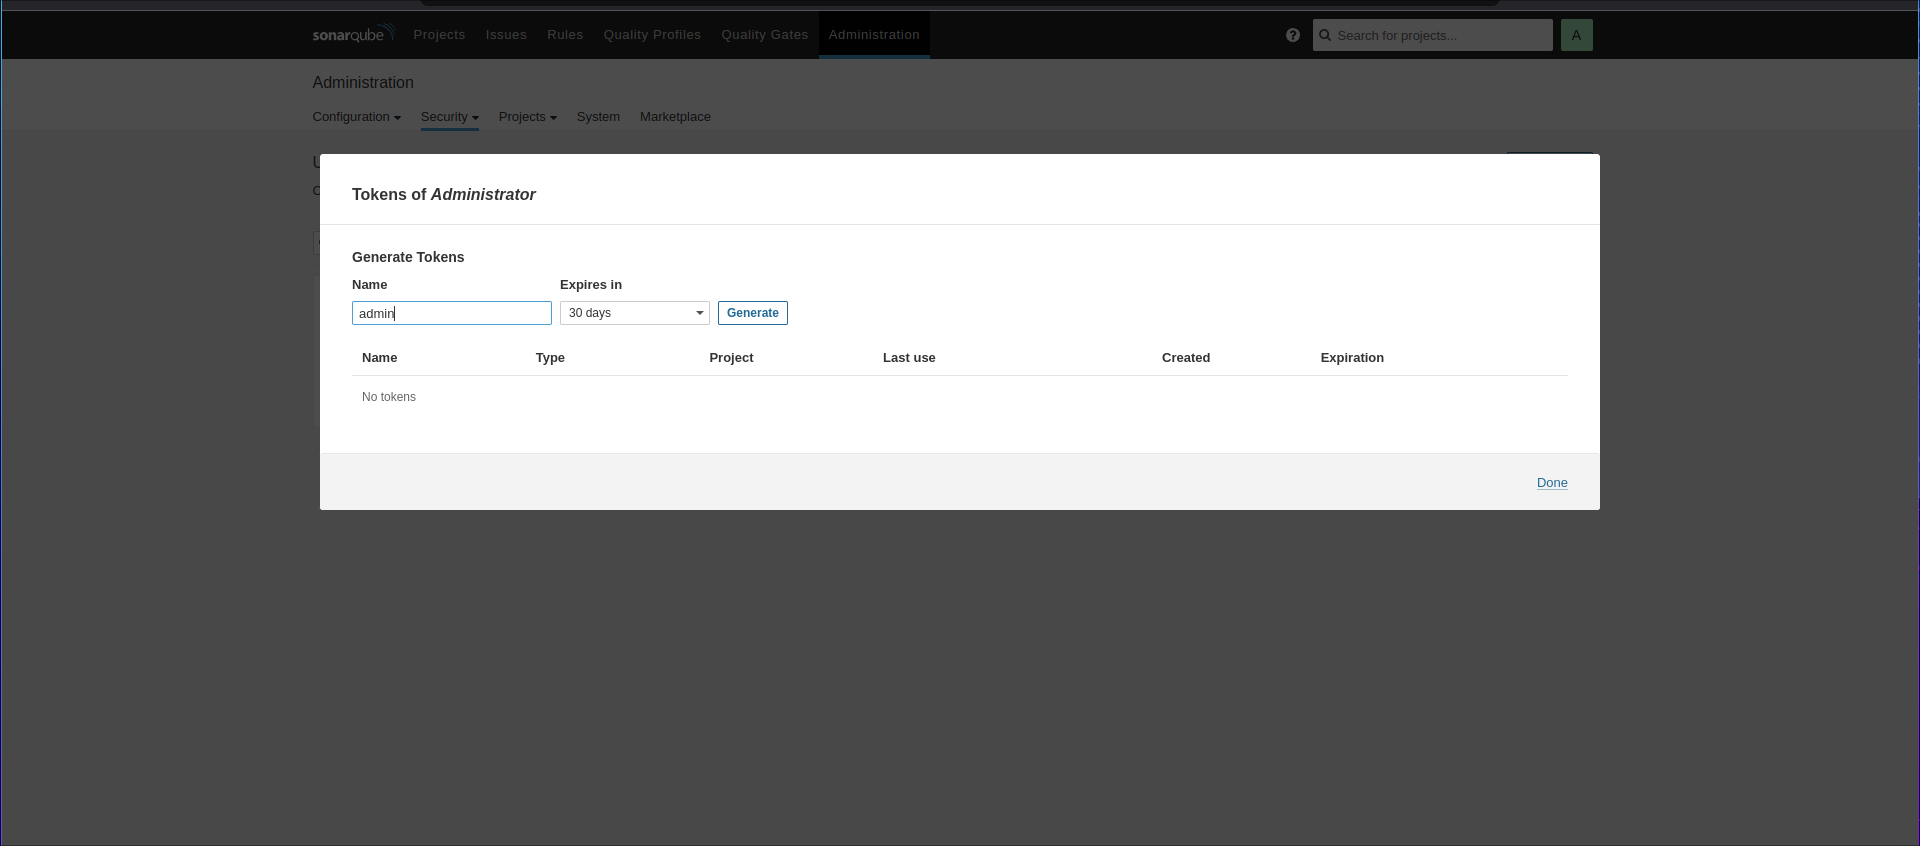 sonarqube Projects Issues Rules Quality Profiles Quality Gates Administration ? Search for projects... A
Administration
Configuration Security Projects System Marketplace
Tokens of Administrator
Generate Tokens
Name Expires in
admin 30 days Generate
Name Type Project Last use Created Expiration
No tokens
Done